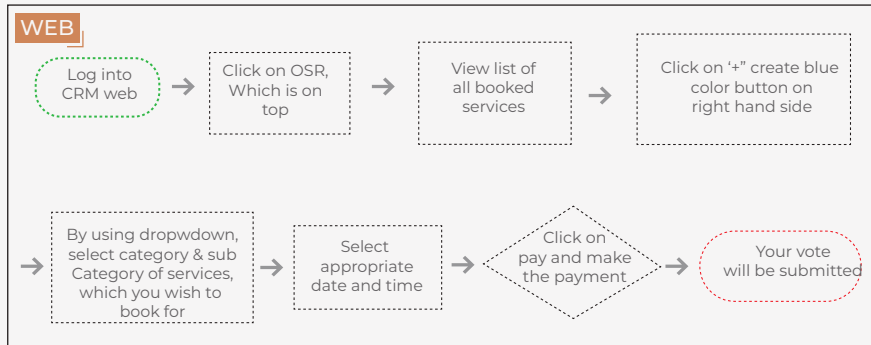 WEB
Log into
CRM web
Click on OSR,
Which is on
top
View list of
all booked
services
Click on ‘+” create blue
color button on
right hand side
By using dropwdown,
select category & sub
Category of services,
which you wish to
book for
Select
appropriate
date and time
Click on
pay and make
the payment
Your vote
will be submitted